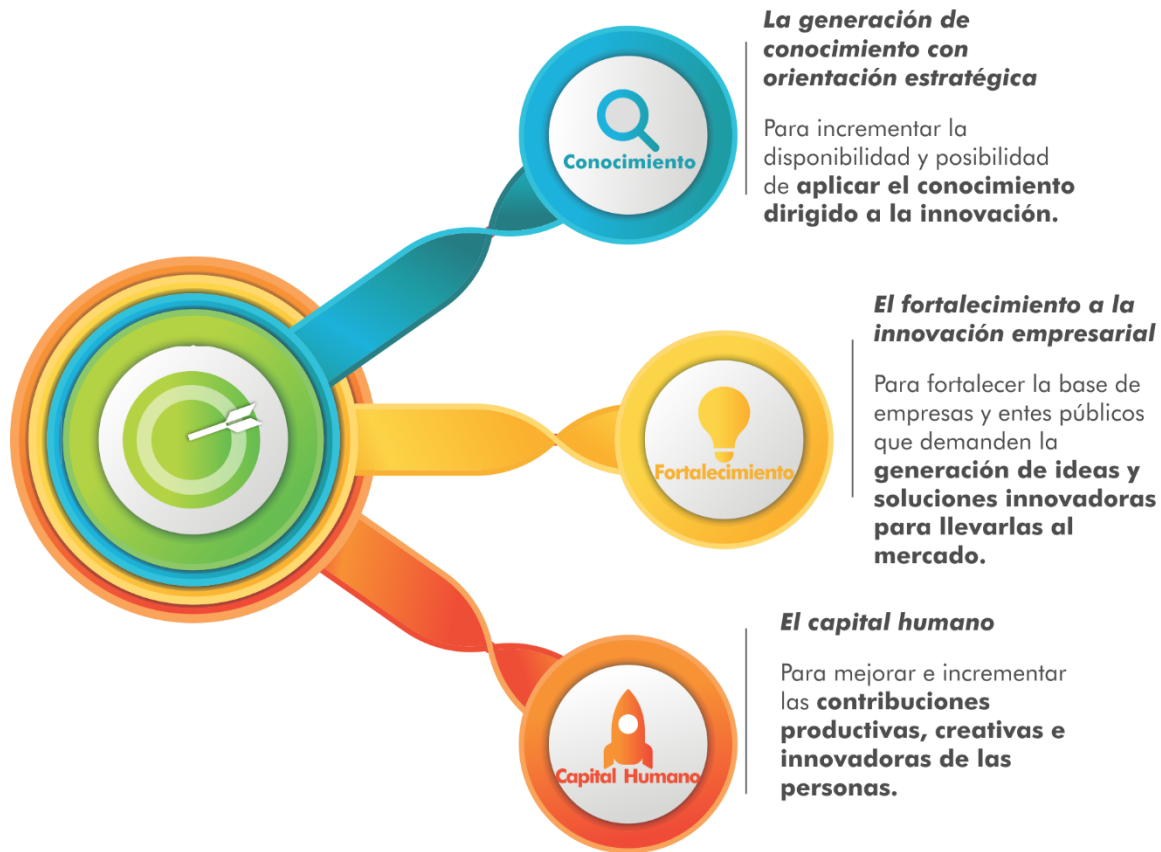 La generación de
conocimiento con
orientación estratégica
Para incrementar la
disponibilidad y posibilidad
de aplicar el conocimiento
dirigido a la innovación.
Conocimiento
El fortalecimiento a la
innovación empresarial
Para fortalecer la base de
empresas y entes públicos
que demanden la
generación de ideas y
soluciones innovadoras
para llevarlas al
mercado.
Fortalecimiento
El capital humano
Para mejorar e incrementar
las contribuciones
productivas, creativas e
innovadoras de las
personas.
Capital Humano